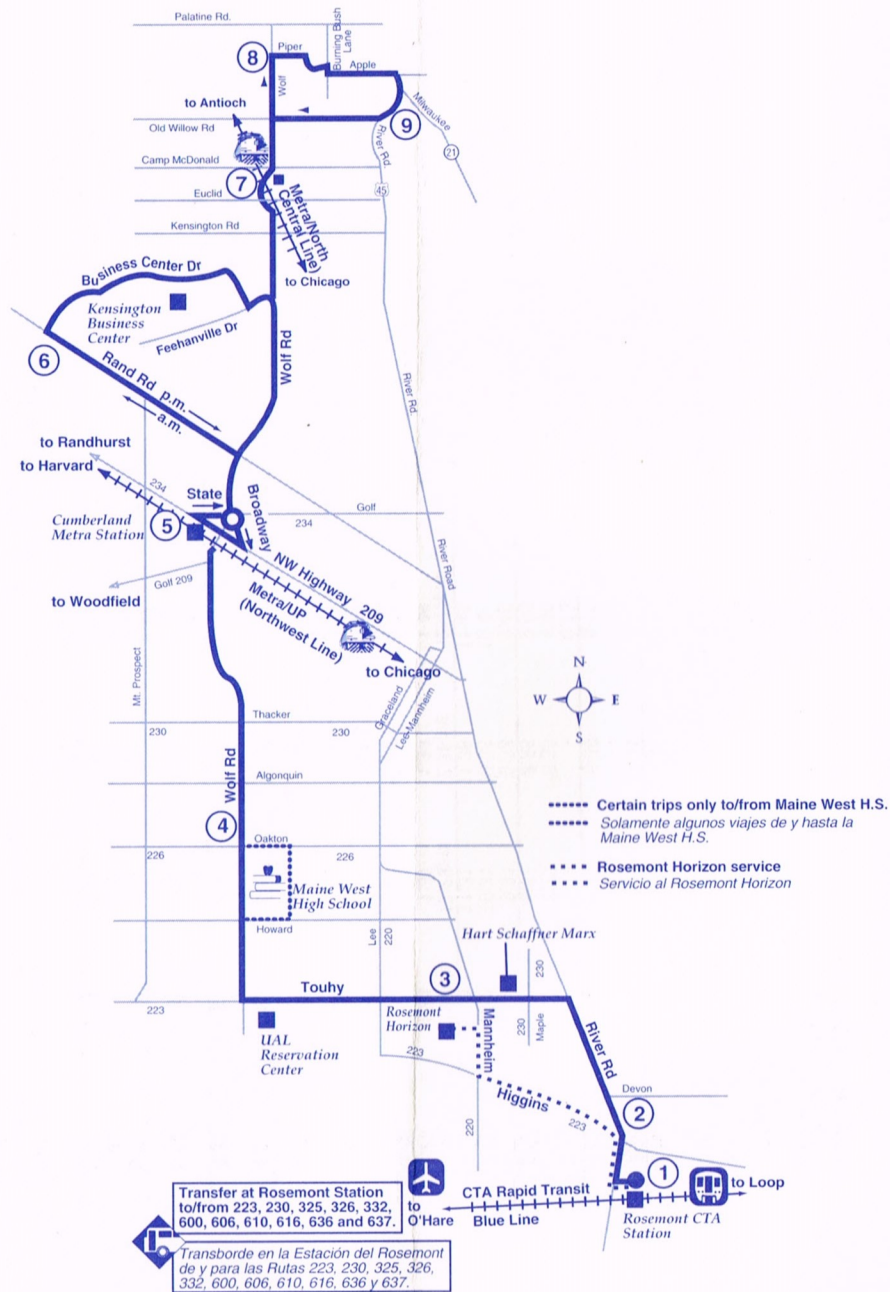 Palatine Rd.
Burning Bush
Lane
8
Piper
Apple
Wolf
to Antioch
Milwaukee
9
Old Willow Rd
River Rd.
21
Camp McDonald
7
45
Euclid
Metra/North
Central Line)
Kensington Rd
to Chicago
Business Center Dr
Kensington
Business
Center
Feehanville Dr
Wolf Rd
6
Rand Rd p.m.
a.m.
River Rd.
to Randhurst
to Harvard
234
State
Broadway
Golf
234
5
Cumberland
Metra Station
NW Highway 209
River Road
Golf 209
to Woodfield
Metra/UP
(Northwest Line)
to Chicago
Mt. Prospect
Graceland
Lee-Mannheim
N
W E
S
Thacker
230
230
Wolf Rd
Algonquin
Certain trips only to/from Maine West H.S.
Solamente algunos viajes de y hasta la
Maine West H.S.
4
Oakton
226
226
Rosemont Horizon service
Servicio al Rosemont Horizon
Maine West
High School
Howard
Lee
220
Hart Schaffner Marx
230
3
Touhy
223
UAL
Reservation
Center
Rosemont
Horizon
Mannheim
230
Maple
River Rd
223
Higgins
223
Devon
2
220
1
to Loop
to
O'Hare
CTA Rapid Transit
Blue Line
Rosemont CTA
Station
Transfer at Rosemont Station
to/from 223, 230, 325, 326, 332,
600, 606, 610, 616, 636 and 637.
Transborde en la Estación del Rosemont
de y para las Rutas 223, 230, 325, 326,
332, 600, 606, 610, 616, 636 y 637.